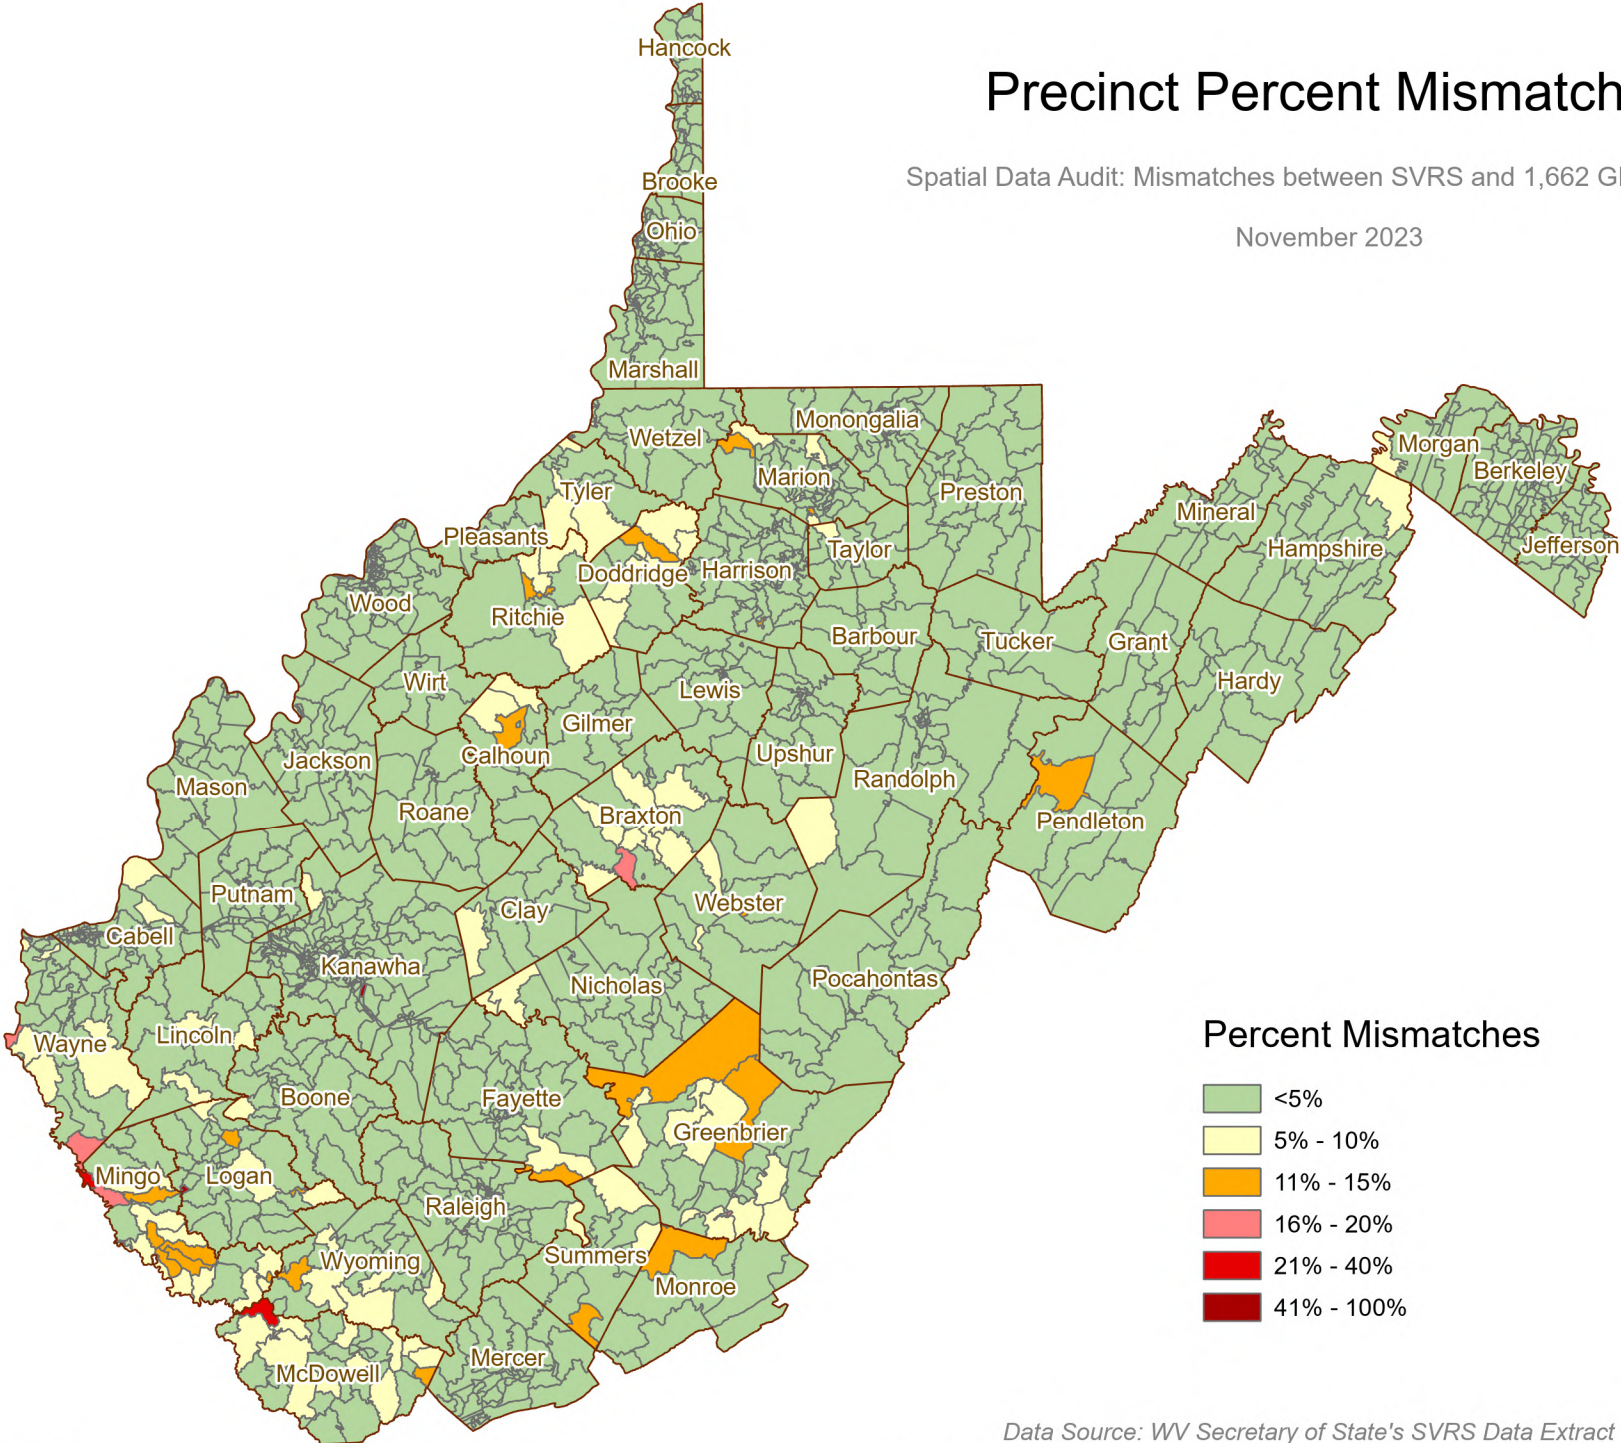 Precinct Percent Mismatch
Spatial Data Audit: Mismatches between SVRS and 1,662
November 2023
Hancock
Brooke
Ohio
Marshall
Wetzel
Monongalia
Marion
Preston
Tyler
Pleasants
Doddridge
Harrison
Taylor
Morgan
Berkeley
Jefferson
Mineral
Hampshire
Wood
Ritchie
Barbour
Tucker
Grant
Hardy
Wirt
Lewis
Gilmer
Calhoun
Upshur
Randolph
Jackson
Mason
Roane
Braxton
Pendleton
Putnam
Clay
Webster
Cabell
Kanawha
Nicholas
Pocahontas
Wayne
Lincoln
Boone
Fayette
Greenbrier
Mingo
Logan
Raleigh
Summers
Wyoming
Monroe
Mercer
McDowell
Percent Mismatches
<5%
5% - 10%
11% - 15%
16% - 20%
21% - 40%
41% - 100%
Data Source: WV Secretary of State's SVRS Data Extract